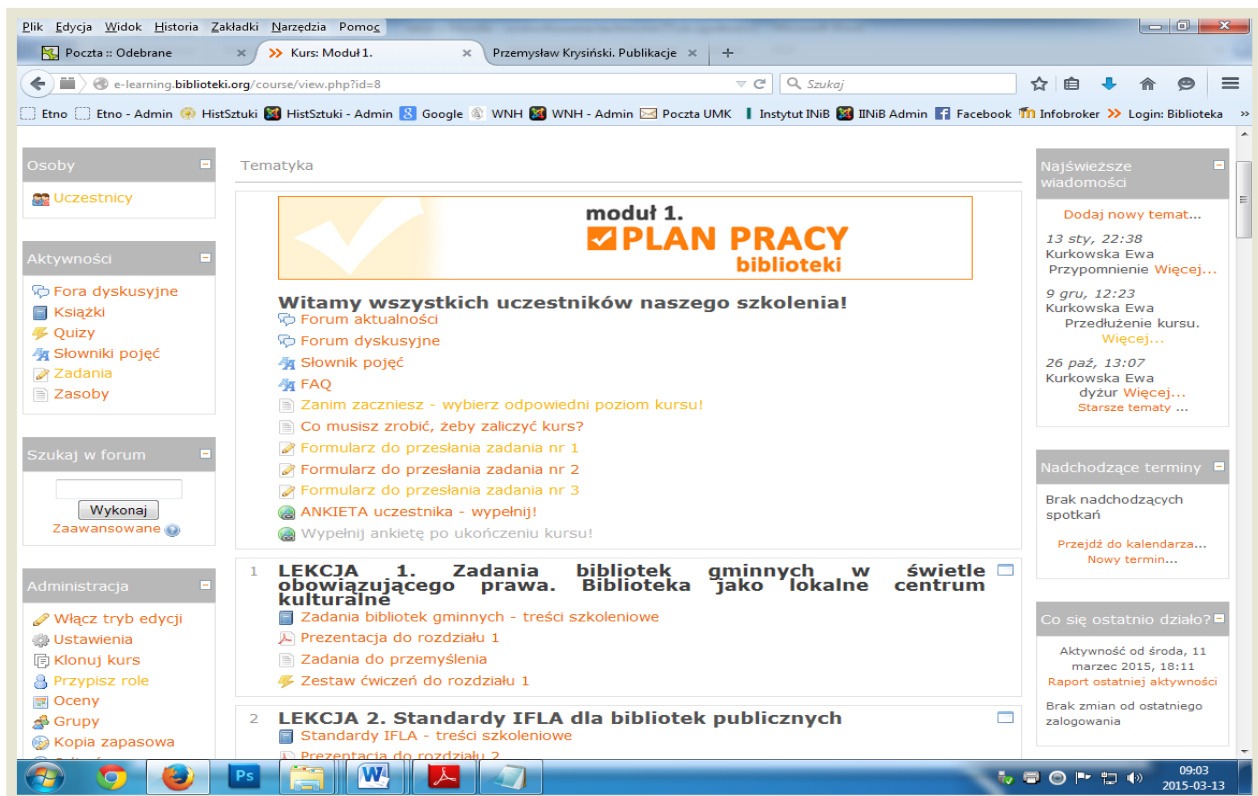 Plik Edycja Widok Historia Zakładki Narzędzia Pomoc
Poczta :: Odebrane
Kurs: Moduł 1.
Przemysław Krysiński. Publikacje
e-learning.biblioteki.org/course/view.php?id=8
Szukaj
Etno Etno - Admin HistSztuki HistSztuki - Admin Google WNH WNH - Admin Poczta UMK Instytut INiB IINiB Admin Facebook Infobroker Login: Biblioteka »
Osoby
Uczestnicy
Aktywności
Fora dyskusyjne
Książki
Quizy
Słowniki pojęć
Zadania
Zasoby
Szukaj w forum
Wykonaj
Zaawansowane
Administracja
Włącz tryb edycji
Ustawienia
Klonuj kurs
Przypisz role
Oceny
Grupy
Kopia zapasowa
Tematyka
moduł 1.
PLAN PRACY
biblioteki
Witamy wszystkich uczestników naszego szkolenia!
Forum aktualności
Forum dyskusyjne
Słownik pojęć
FAQ
Zanim zaczniesz - wybierz odpowiedni poziom kursu!
Co musisz zrobić, żeby zaliczyć kurs?
Formularz do przesłania zadania nr 1
Formularz do przesłania zadania nr 2
Formularz do przesłania zadania nr 3
ANKIETA uczestnika - wypełnij!
Wypełnij ankietę po ukończeniu kursu!
1 LEKCJA 1. Zadania bibliotek gminnych w świetle
obowiązującego prawa. Biblioteka jako lokalne centrum
kulturalne
Zadania bibliotek gminnych - treści szkoleniowe
Prezentacja do rozdziału 1
Zadania do przemyślenia
Zestaw ćwiczeń do rozdziału 1
2 LEKCJA 2. Standardy IFLA dla bibliotek publicznych
Standardy IFLA - treści szkoleniowe
Prezentacja do rozdziału 2
Najświeższe
wiadomości
Dodaj nowy temat...
13 sty, 22:38
Kurkowska Ewa
Przypomnienie Więcej...
9 gru, 12:23
Kurkowska Ewa
Przedłużenie kursu.
Więcej...
26 paź, 13:07
Kurkowska Ewa
dyżur Więcej...
Starsze tematy ...
Nadchodzące terminy
Brak nadchodzących
spotkań
Przejdź do kalendarza...
Nowy termin...
Co się ostatnio działo?
Aktywność od środa, 11
marzec 2015, 18:11
Raport ostatniej aktywności
Brak zmian od ostatniego
zalogowania
Ps
09:03
2015-03-13